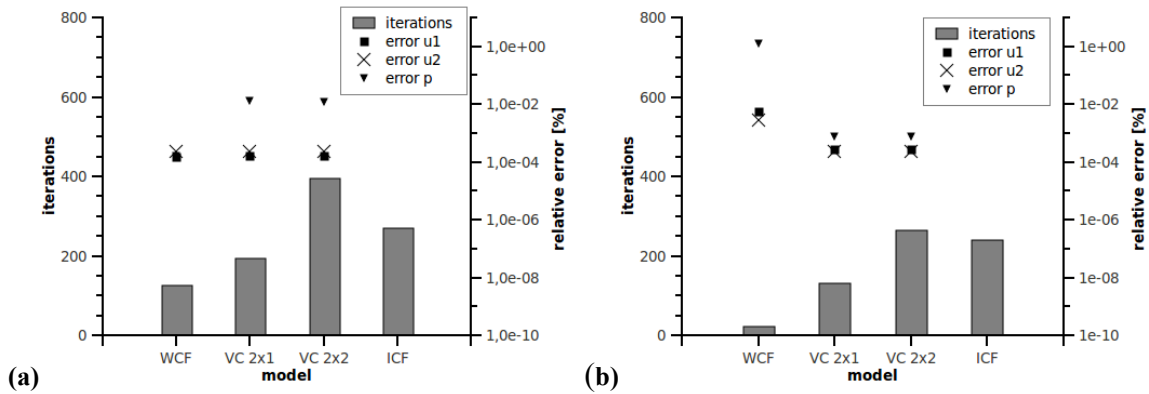 800
600
400
200
0
iterations
iterations
error u1
error u2
error p
1,0e+00
1,0e-02
1,0e-04
1,0e-06
1,0e-08
1,0e-10
relative error [%]
WCF VC 2x1 VC 2x2 ICF
model
(a)
800
600
400
200
0
iterations
iterations
error u1
error u2
error p
1e+00
1e-02
1e-04
1e-06
1e-08
1e-10
relative error [%]
WCF VC 2x1 VC 2x2 ICF
model
(b)